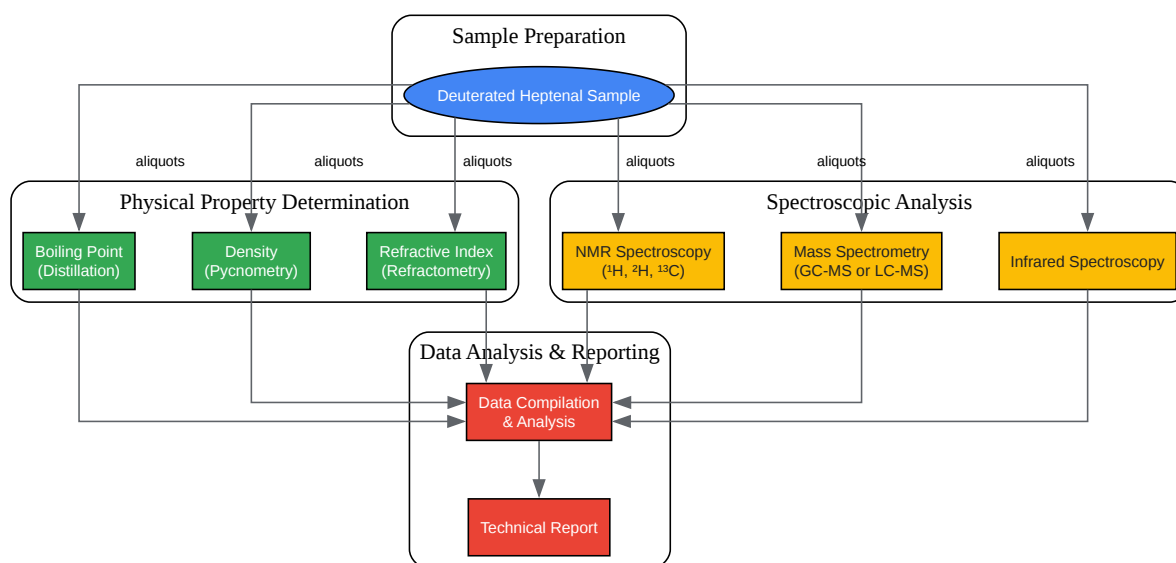 Sample Preparation
Deuterated Heptenal Sample
aliquots
aliquots
aliquots
aliquots
aliquots
aliquots
Physical Property Determination
Spectroscopic Analysis
Boiling Point
(Distillation)
Density
(Pycnometry)
Refractive Index
(Refractometry)
NMR Spectroscopy
(¹H, ²H, ¹³C)
Mass Spectrometry
(GC-MS or LC-MS)
Infrared Spectroscopy
Data Analysis & Reporting
Data Compilation
& Analysis
Technical Report